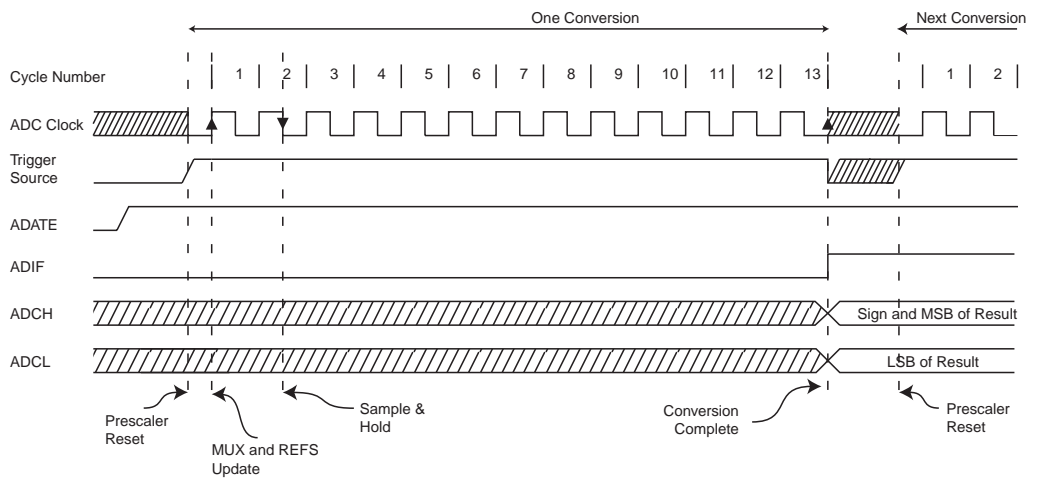 One Conversion
Next Conversion
Cycle Number
1 2 3 4 5 6 7 8 9 10 11 12 13 1 2
ADC Clock
Trigger
Source
ADATE
ADIF
ADCH
Sign and MSB of Result
ADCL
LSB of Result
Prescaler
Reset
MUX and REFS
Update
Sample &
Hold
Conversion
Complete
Prescaler
Reset